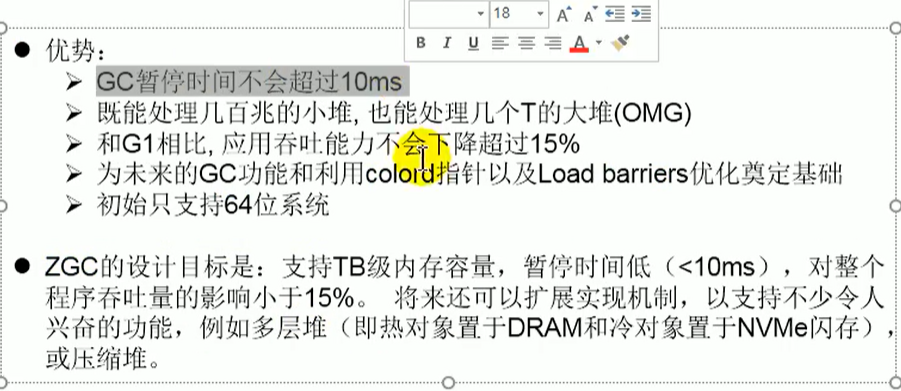 18
B I U A
优势：
GC暂停时间不会超过10ms
既能处理几百兆的小堆, 也能处理几个T的大堆(OMG)
和G1相比, 应用吞吐能力不会下降超过15%
为未来的GC功能和利用colord指针以及Load barriers优化奠定基础
初始只支持64位系统
ZGC的设计目标是：支持TB级内存容量，暂停时间低（<10ms），对整个
程序吞吐量的影响小于15%。 将来还可以扩展实现机制，以支持不少令人
兴奋的功能，例如多层堆（即热对象置于DRAM和冷对象置于NVMe闪存），
或压缩堆。